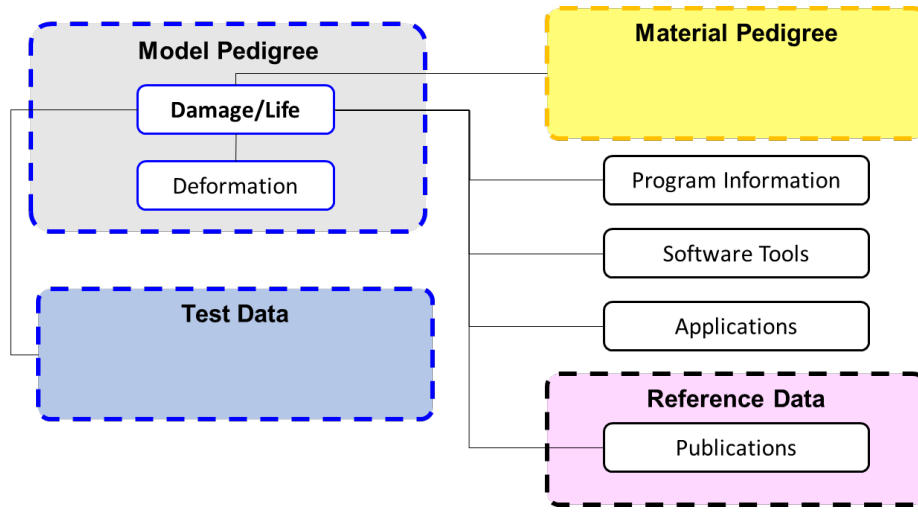 Model Pedigree
Damage/Life
Deformation
Test Data
Material Pedigree
Program Information
Software Tools
Applications
Reference Data
Publications